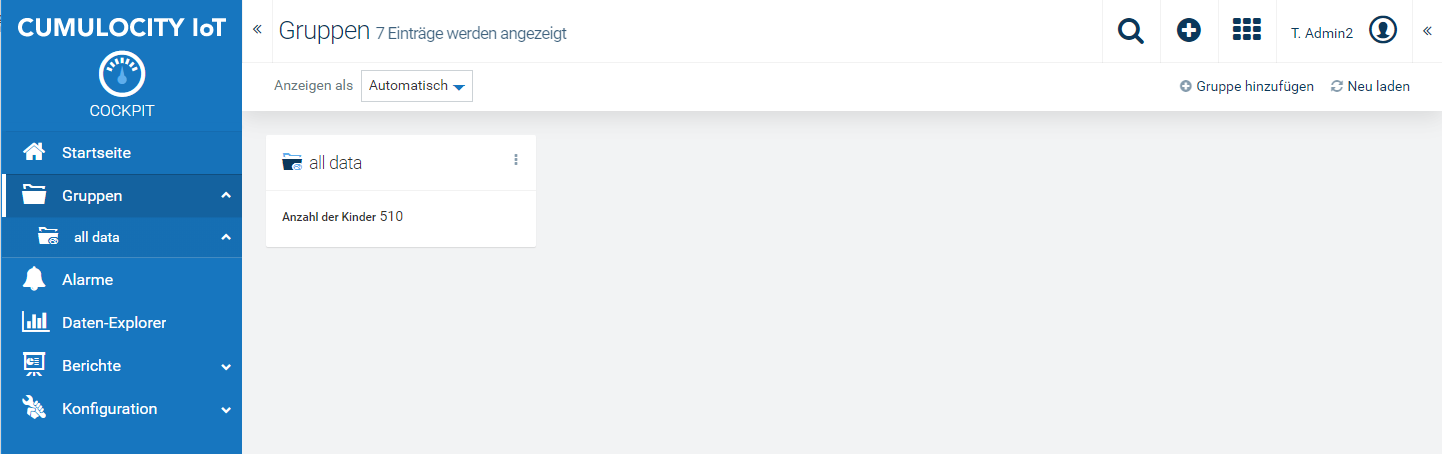 CUMULOCITY IoT
COCKPIT
Startseite
Gruppen
all data
Alarme
Daten-Explorer
Berichte
Konfiguration
Gruppen 7 Einträge werden angezeigt
T. Admin2
Anzeigen als Automatisch
Gruppe hinzufügen Neu laden
all data
Anzahl der Kinder 510